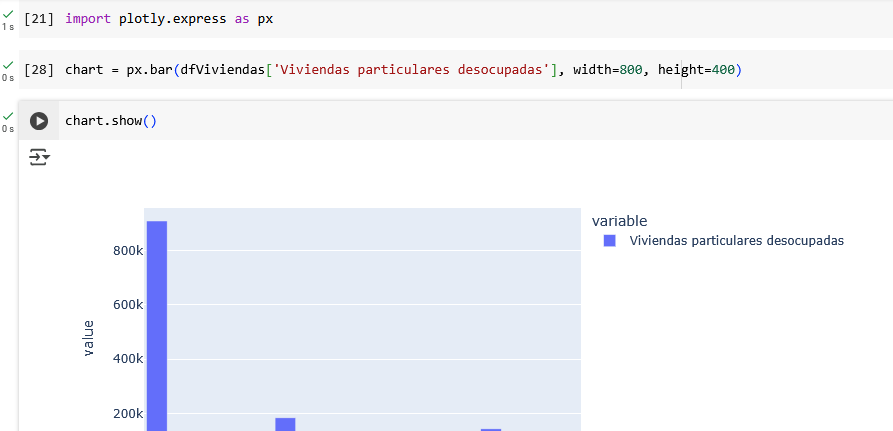 [21] import plotly.express as px
1 s
[28] chart = px.bar(dfViviendas['Viviendas particulares desocupadas'], width=800, height=400)
0 s
chart.show()
0 s
variable
Viviendas particulares desocupadas
800k
600k
value
400k
200k